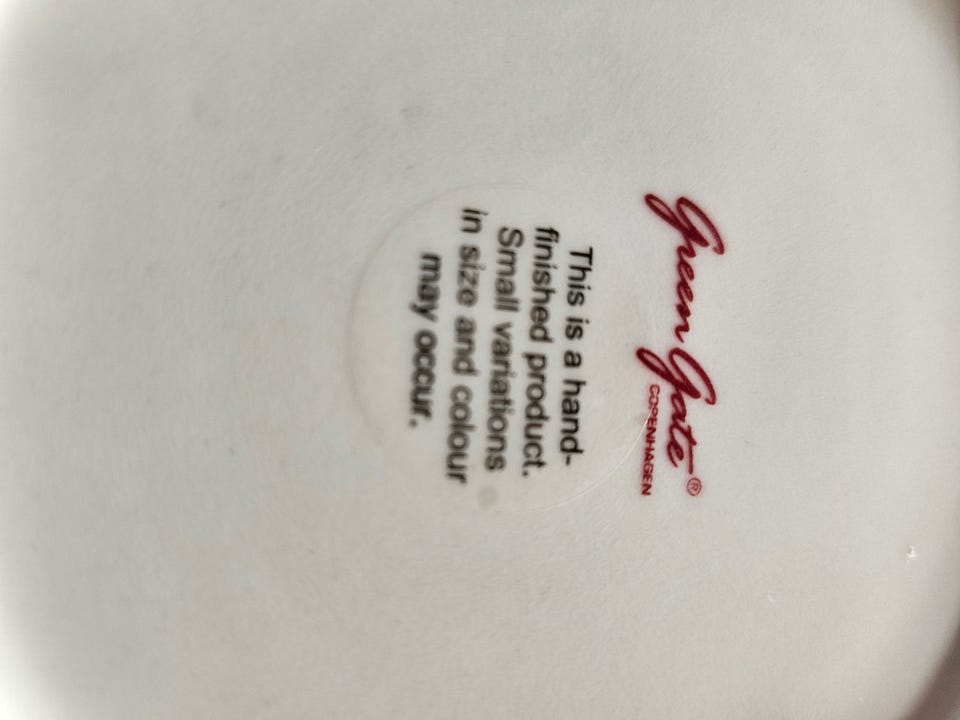 Green Gate®
COPENHAGEN
This is a hand-
finished product.
Small variations
in size and colour
may occur.